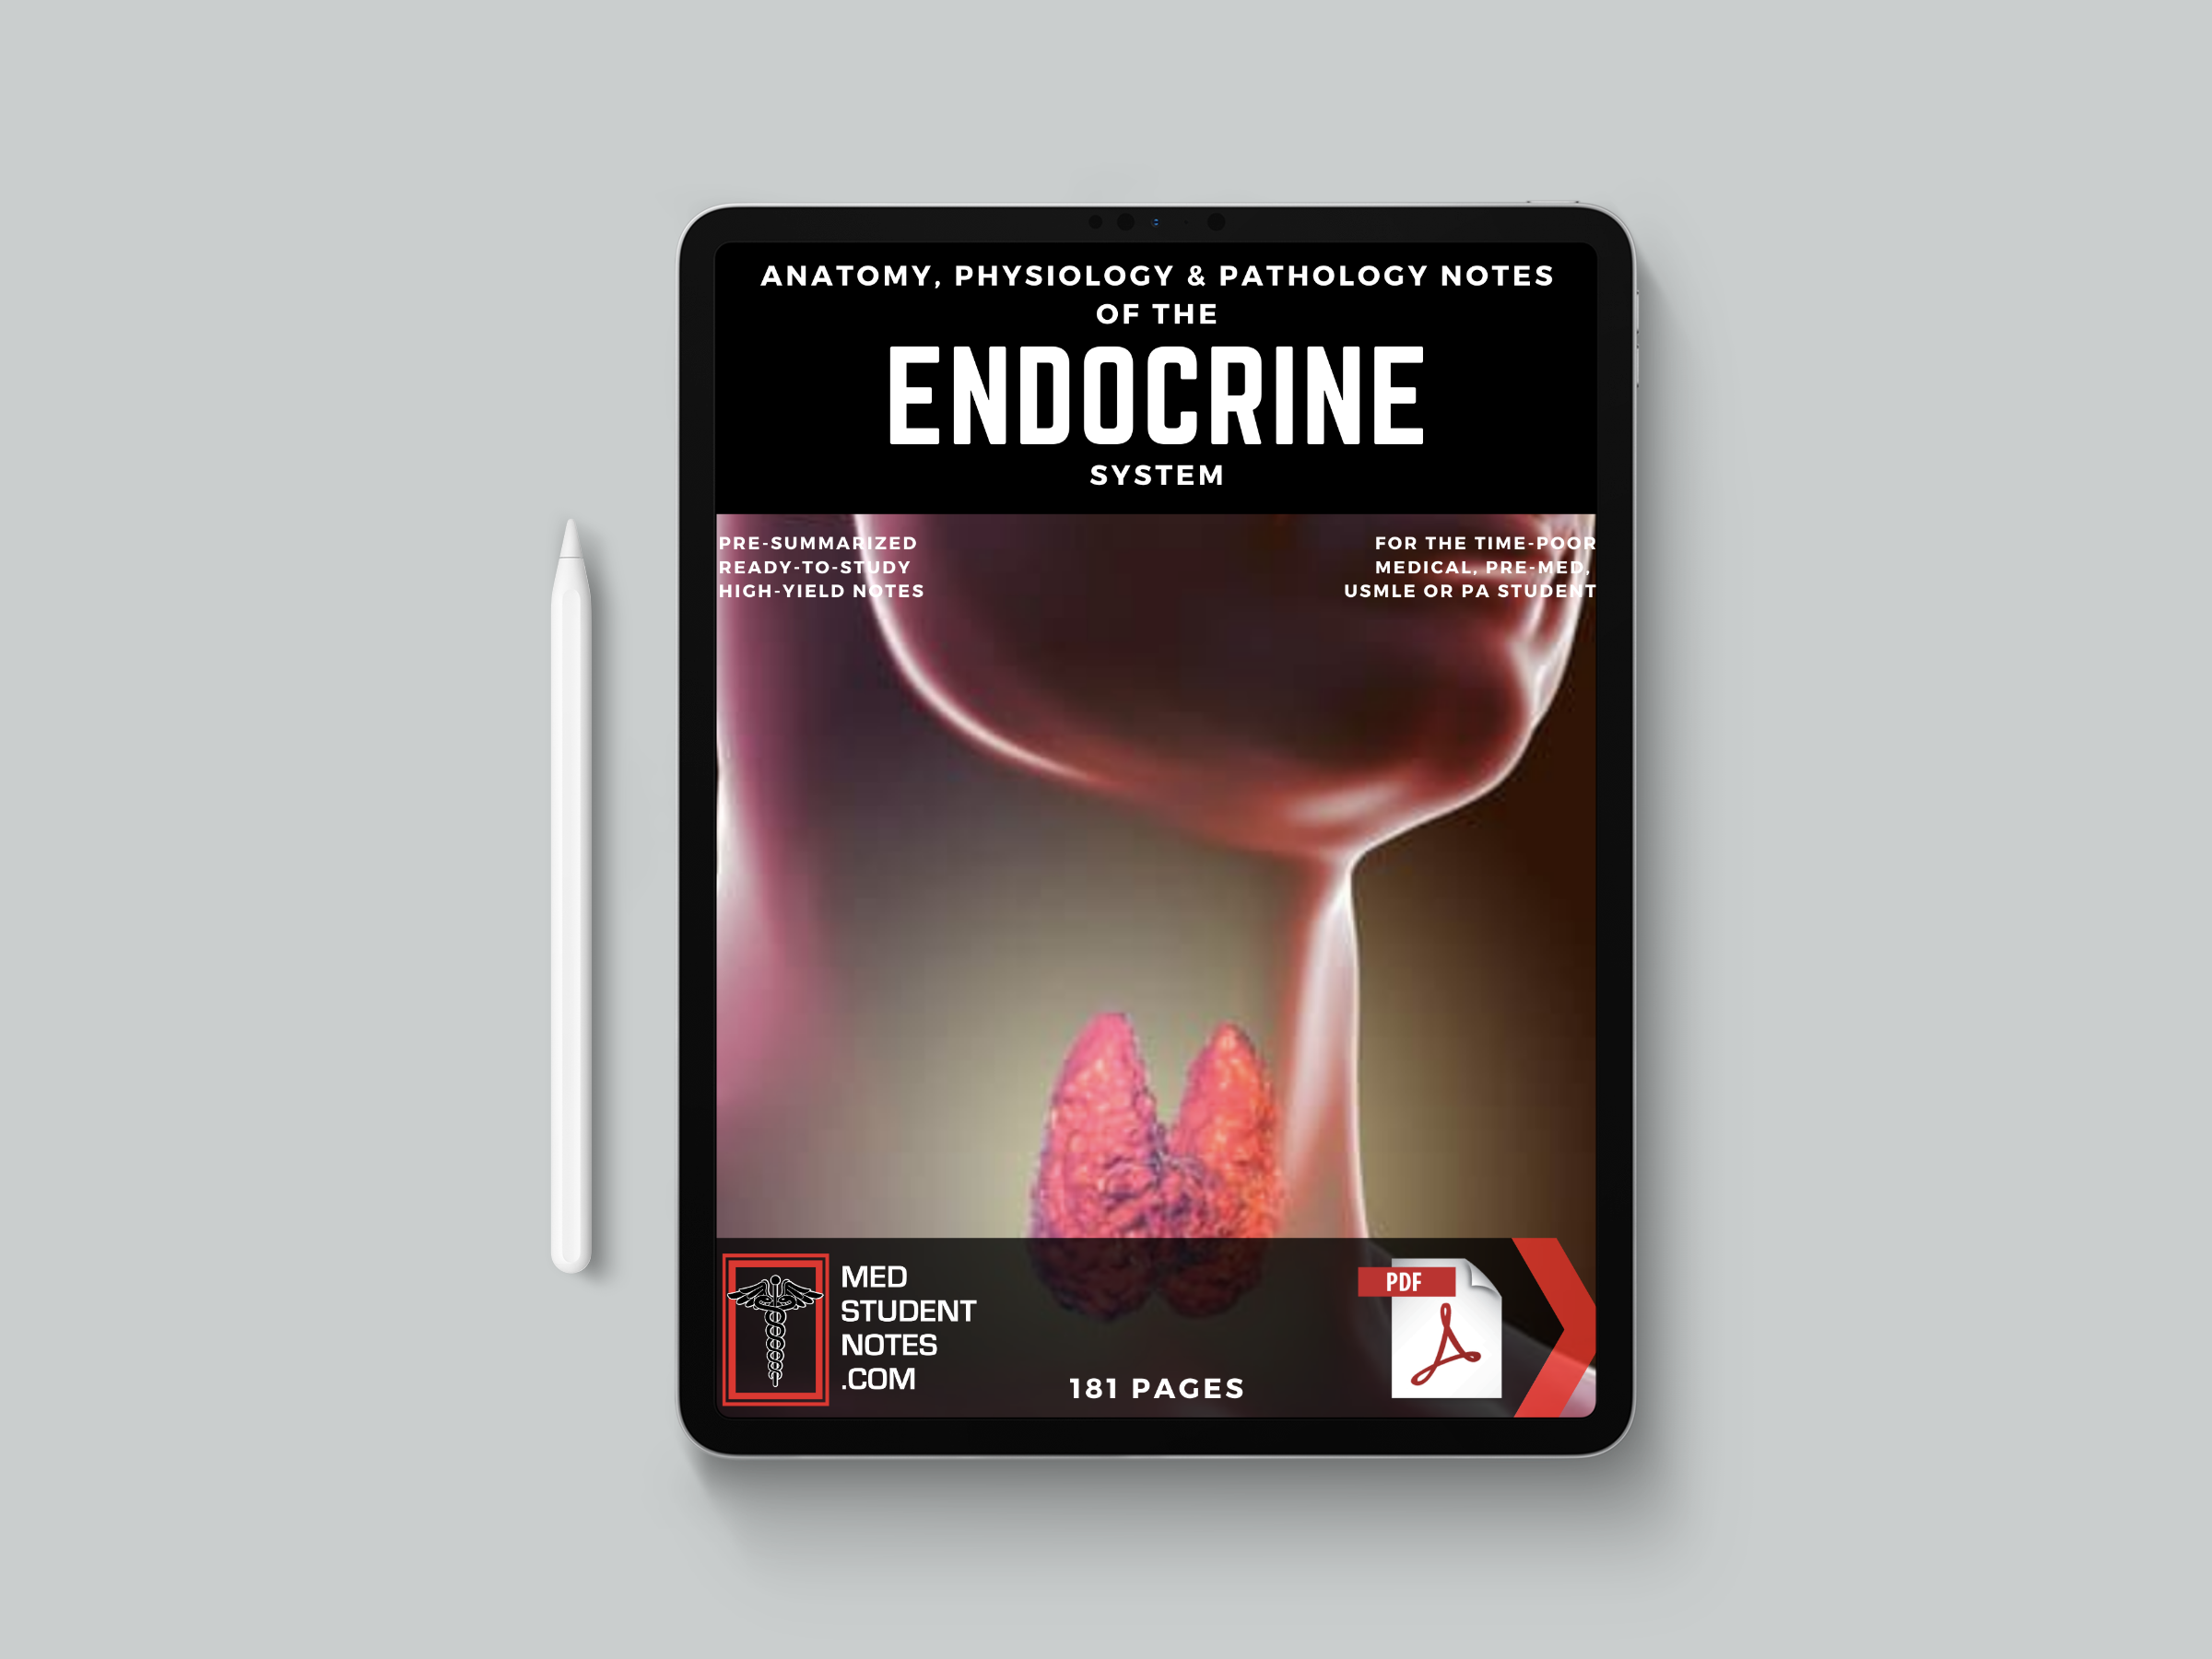 ANATOMY, PHYSIOLOGY & PATHOLOGY NOTES
OF THE
ENDOCRINE
SYSTEM
PRE-SUMMARIZED
READY-TO-STUDY
HIGH-YIELD NOTES
FOR THE TIME-POOR
MEDICAL, PRE-MED,
USMLE OR PA STUDENT
MED
STUDENT
NOTES
.COM
181 PAGES
PDF